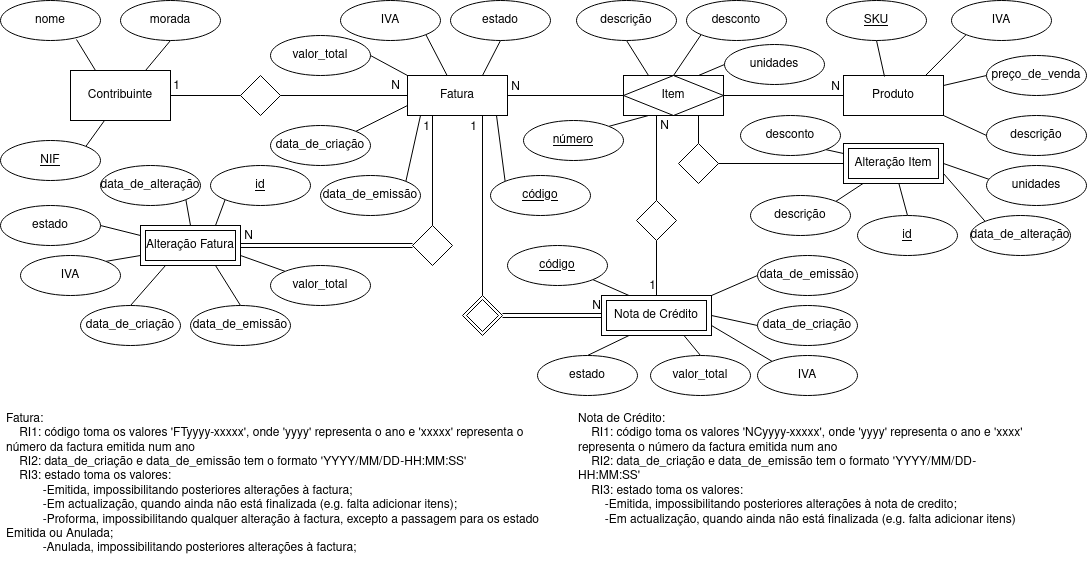 nome
morada
IVA
estado
descrição
desconto
SKU
IVA
valor_total
unidades
preço_de_venda
Contribuinte
1
N
Fatura
N
Item
N
Produto
data_de_criação
1
1
número
N
desconto
descrição
NIF
data_de_alteração
id
data_de_emissão
código
Alteração Item
unidades
estado
Alteração Fatura
N
descrição
id
data_de_alteração
IVA
valor_total
código
1
data_de_emissão
data_de_criação
data_de_emissão
N
Nota de Crédito
data_de_criação
estado
valor_total
IVA
Fatura:
RI1: código toma os valores 'FTyyyy-xxxxx', onde 'yyyy' representa o ano e 'xxxxx' representa o
número da factura emitida num ano
RI2: data_de_criação e data_de_emissão tem o formato 'YYYY/MM/DD-HH:MM:SS'
RI3: estado toma os valores:
-Emitida, impossibilitando posteriores alterações à factura;
-Em actualização, quando ainda não está finalizada (e.g. falta adicionar itens);
-Proforma, impossibilitando qualquer alteração à factura, excepto a passagem para os estado
Emitida ou Anulada;
-Anulada, impossibilitando posteriores alterações à factura;
Nota de Crédito:
RI1: código toma os valores 'NCyyyy-xxxxx', onde 'yyyy' representa o ano e 'xxxx'
representa o número da factura emitida num ano
RI2: data_de_criação e data_de_emissão tem o formato 'YYYY/MM/DD-
HH:MM:SS'
RI3: estado toma os valores:
-Emitida, impossibilitando posteriores alterações à nota de credito;
-Em actualização, quando ainda não está finalizada (e.g. falta adicionar itens)